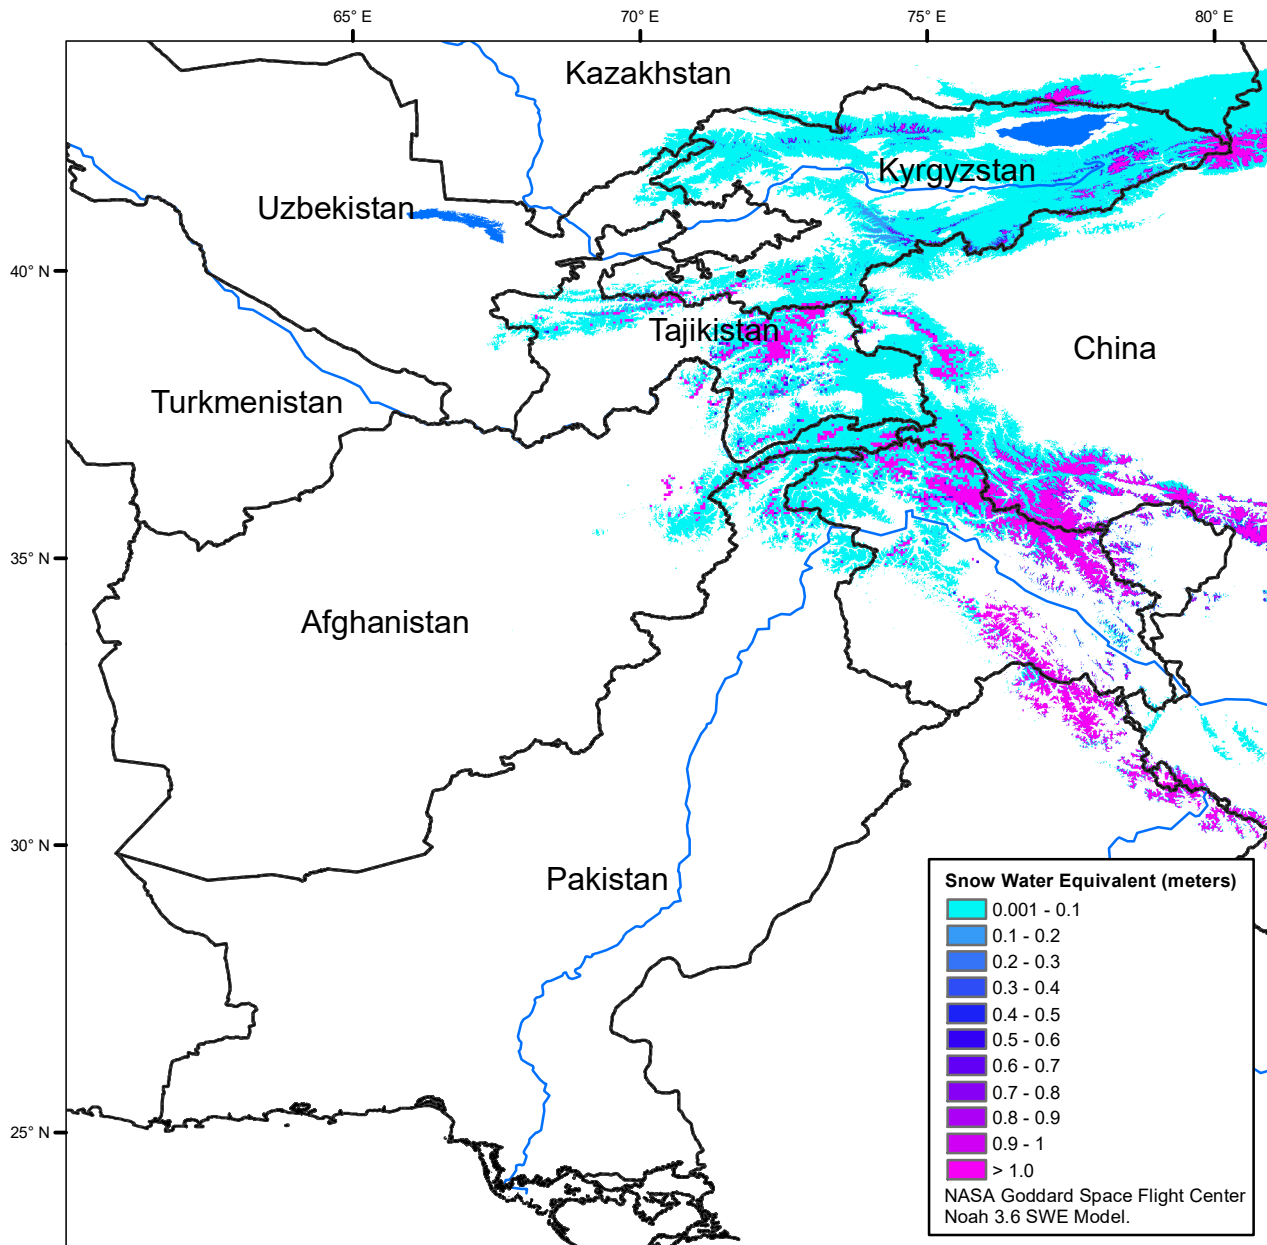 65° E
70° E
75° E
80° E
Kazakhstan
Kyrgyzstan
Uzbekistan
40° N
Tajikistan
China
Turkmenistan
35° N
Afghanistan
30° N
Pakistan
25° N
Snow Water Equivalent (meters)
0.001 - 0.1
0.1 - 0.2
0.2 - 0.3
0.3 - 0.4
0.4 - 0.5
0.5 - 0.6
0.6 - 0.7
0.7 - 0.8
0.8 - 0.9
0.9 - 1
> 1.0
NASA Goddard Space Flight Center
Noah 3.6 SWE Model.